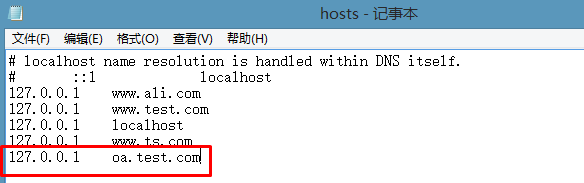 hosts - 记事本
文件(F) 编辑(E) 格式(O) 查看(V) 帮助(H)
# localhost name resolution is handled within DNS itself.
#       ::1             localhost
127.0.0.1    www.ali.com
127.0.0.1    www.test.com
127.0.0.1    localhost
127.0.0.1    www.ts.com
127.0.0.1    oa.test.com